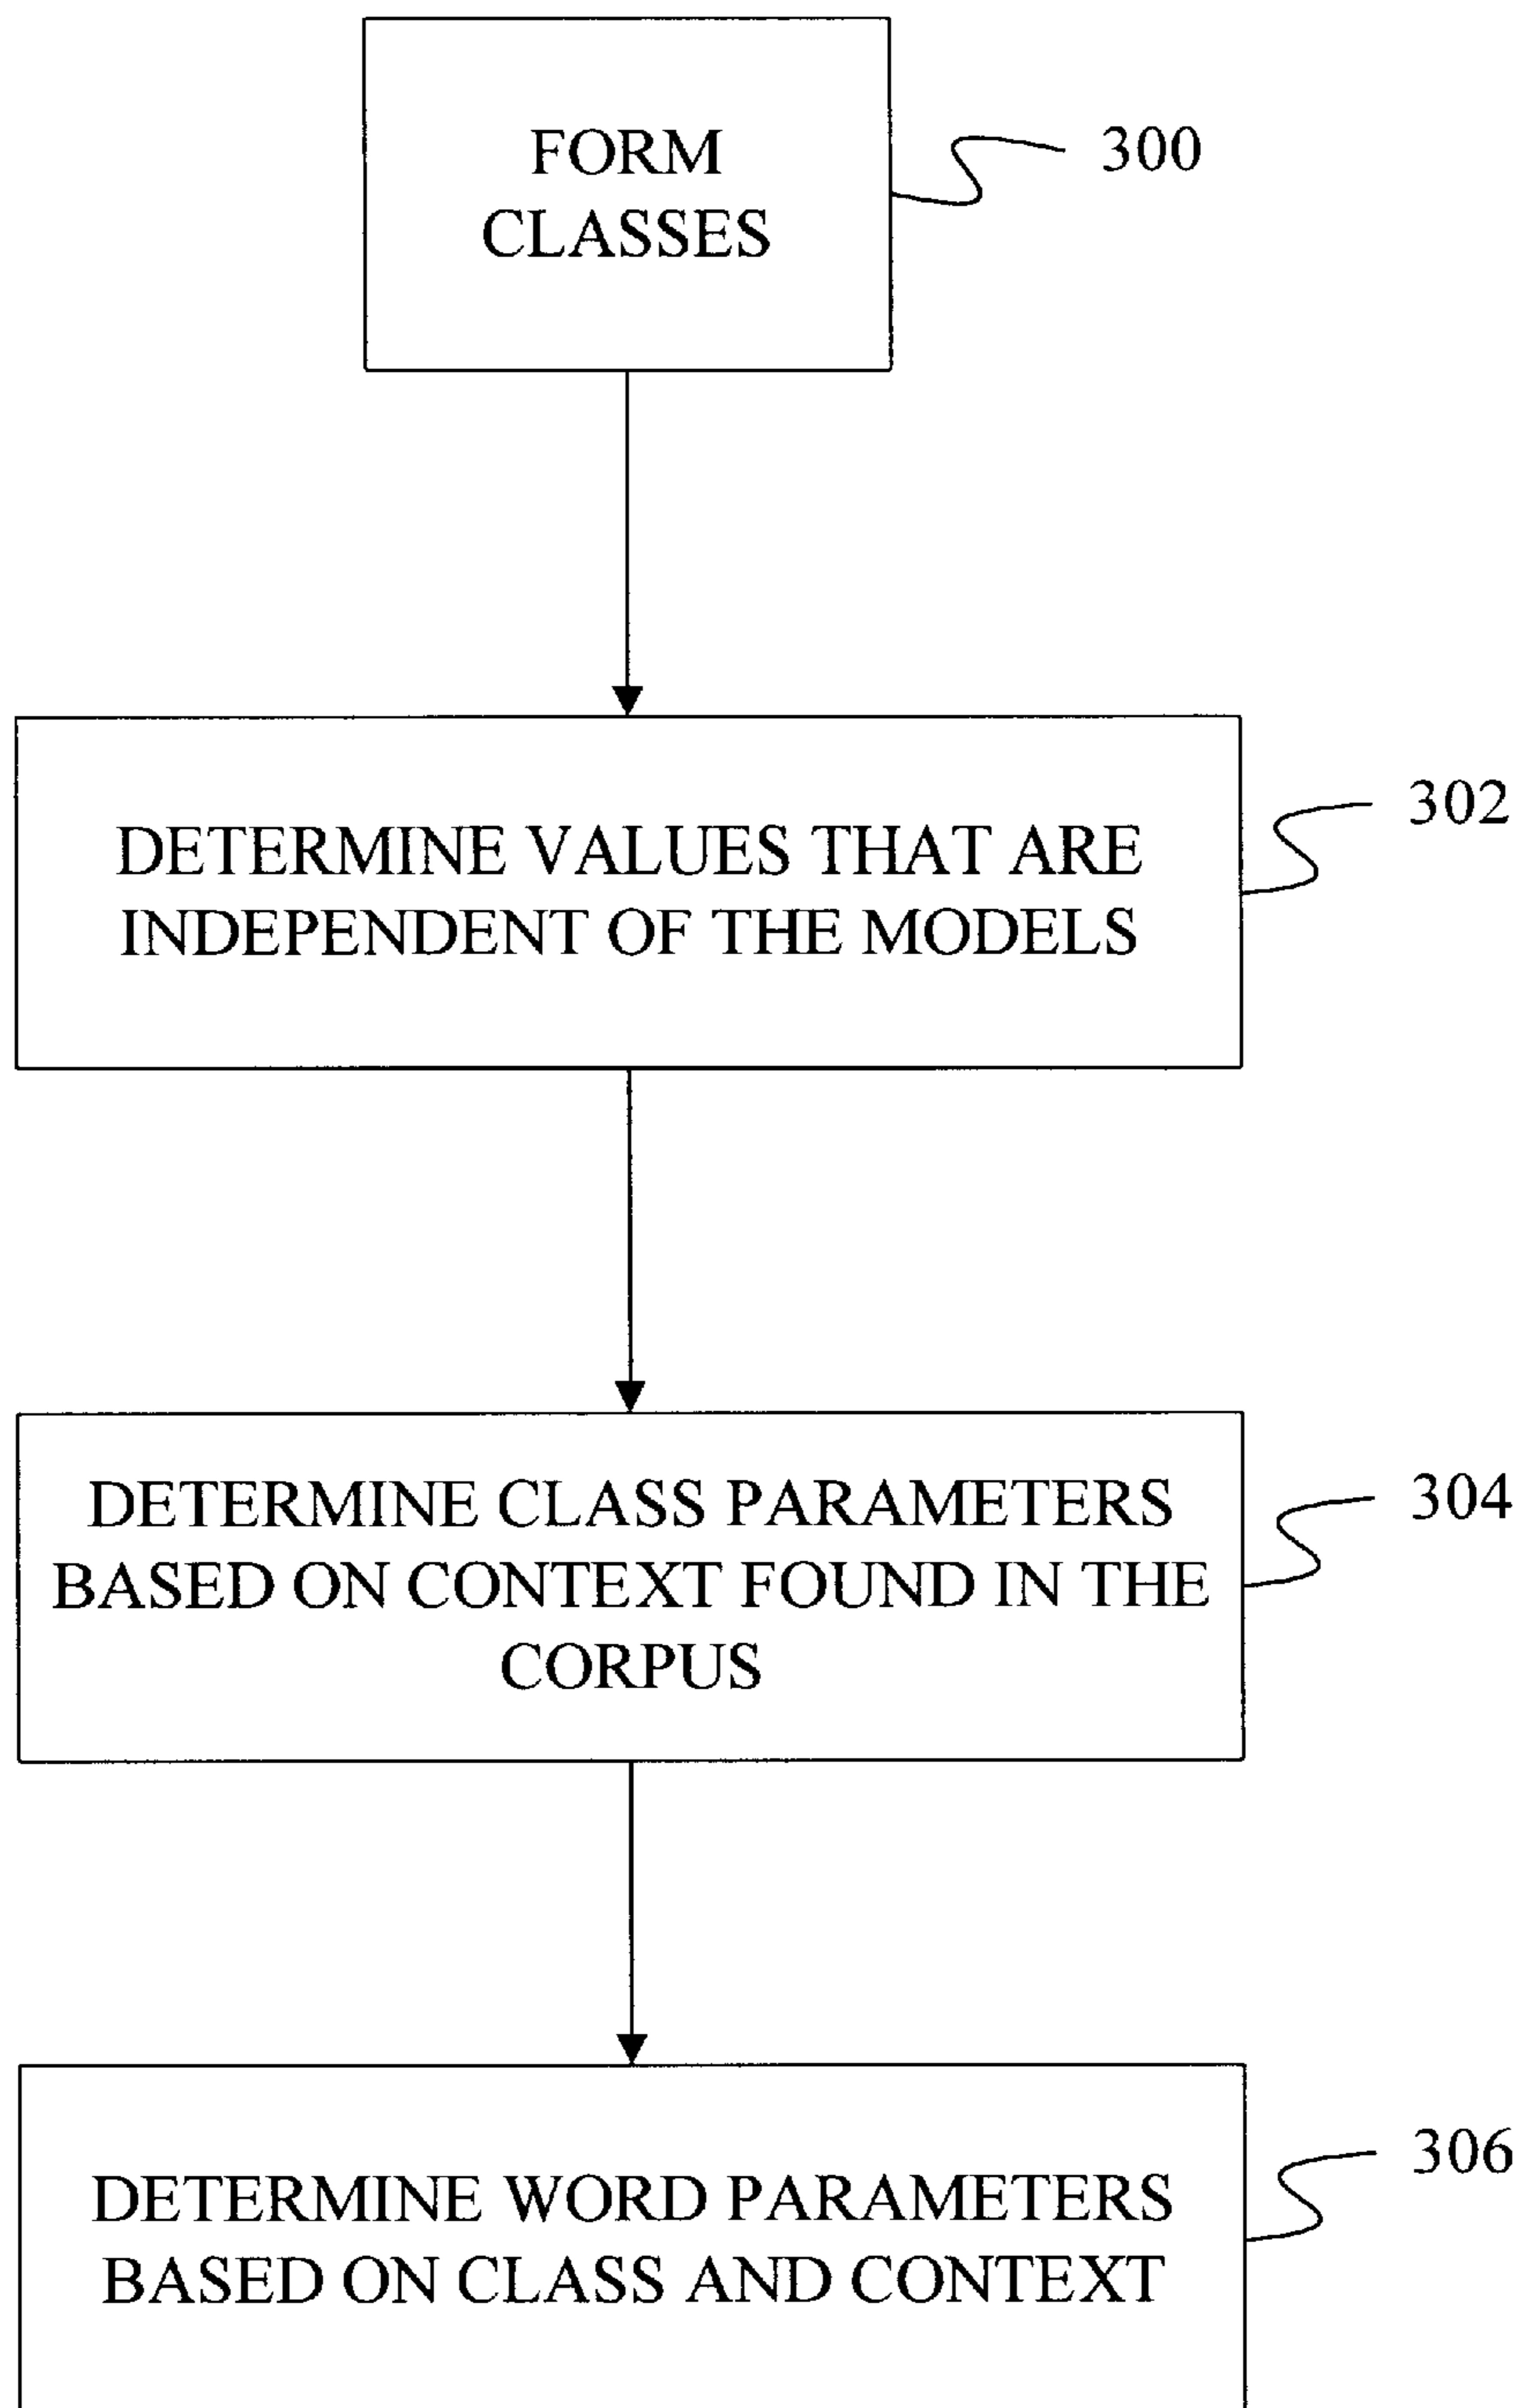 FORM
CLASSES
300
DETERMINE VALUES THAT ARE
INDEPENDENT OF THE MODELS
302
DETERMINE CLASS PARAMETERS
BASED ON CONTEXT FOUND IN THE
CORPUS
304
DETERMINE WORD PARAMETERS
BASED ON CLASS AND CONTEXT
306